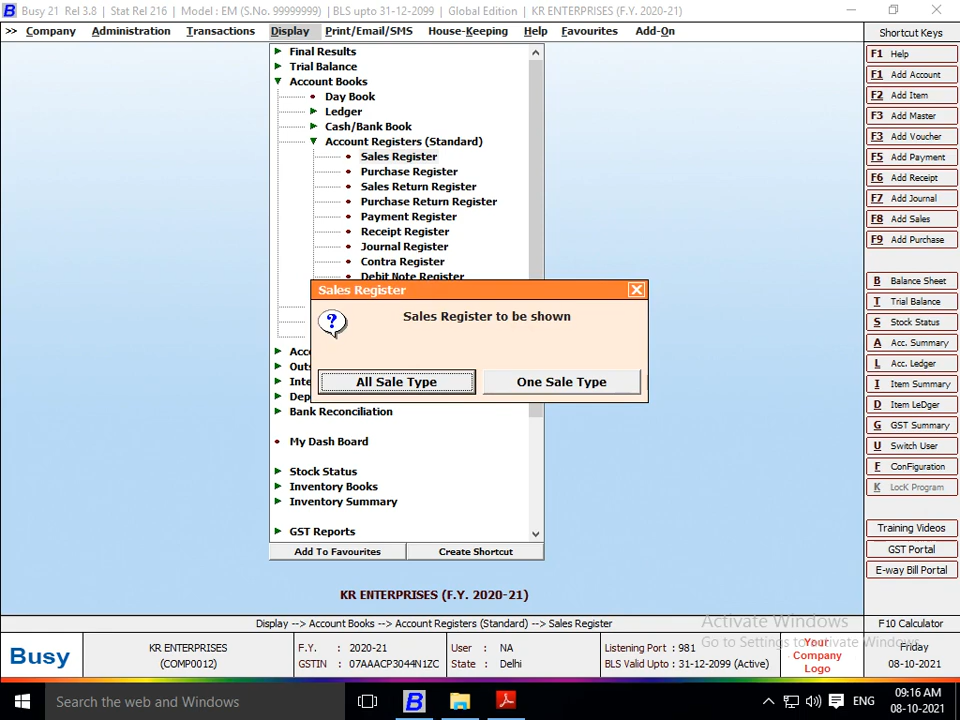 Busy 21 Rel 3.8 | Stat Rel 216 | Model : EM (S.No. 99999999) | BLS upto 31-12-2099 | Global Edition | KR ENTERPRISES (F.Y. 2020-21)
>> Company Administration Transactions Display Print/Email/SMS House-Keeping Help Favourites Add-On
Final Results
Trial Balance
Account Books
Day Book
Ledger
Cash/Bank Book
Account Registers (Standard)
Sales Register
Purchase Register
Sales Return Register
Purchase Return Register
Payment Register
Receipt Register
Journal Register
Contra Register
Debit Note Register
Sales Register
?
Sales Register to be shown
All Sale Type
One Sale Type
Bank Reconciliation
My Dash Board
Stock Status
Inventory Books
Inventory Summary
GST Reports
Add To Favourites Create Shortcut
KR ENTERPRISES (F.Y. 2020-21)
Shortcut Keys
F1 Help
F1 Add Account
F2 Add Item
F3 Add Master
F3 Add Voucher
F5 Add Payment
F6 Add Receipt
F7 Add Journal
F8 Add Sales
F9 Add Purchase
B Balance Sheet
T Trial Balance
S Stock Status
A Acc. Summary
L Acc. Ledger
I Item Summary
D Item LeDger
G GST Summary
U Switch User
F ConFiguration
K LocK Program
Training Videos
GST Portal
E-way Bill Portal
Display --> Account Books --> Account Registers (Standard) --> Sales Register
F10 Calculator
Activate Windows
Go to Settings to activate Windows.
Busy
KR ENTERPRISES
(COMP0012)
F.Y. : 2020-21
GSTIN : 07AAACP3044N1ZC
User : NA
State : Delhi
Listening Port : 981
BLS Valid Upto : 31-12-2099 (Active)
Your
Company
Logo
Friday
08-10-2021
Search the web and Windows
ENG
09:16 AM
08-10-2021